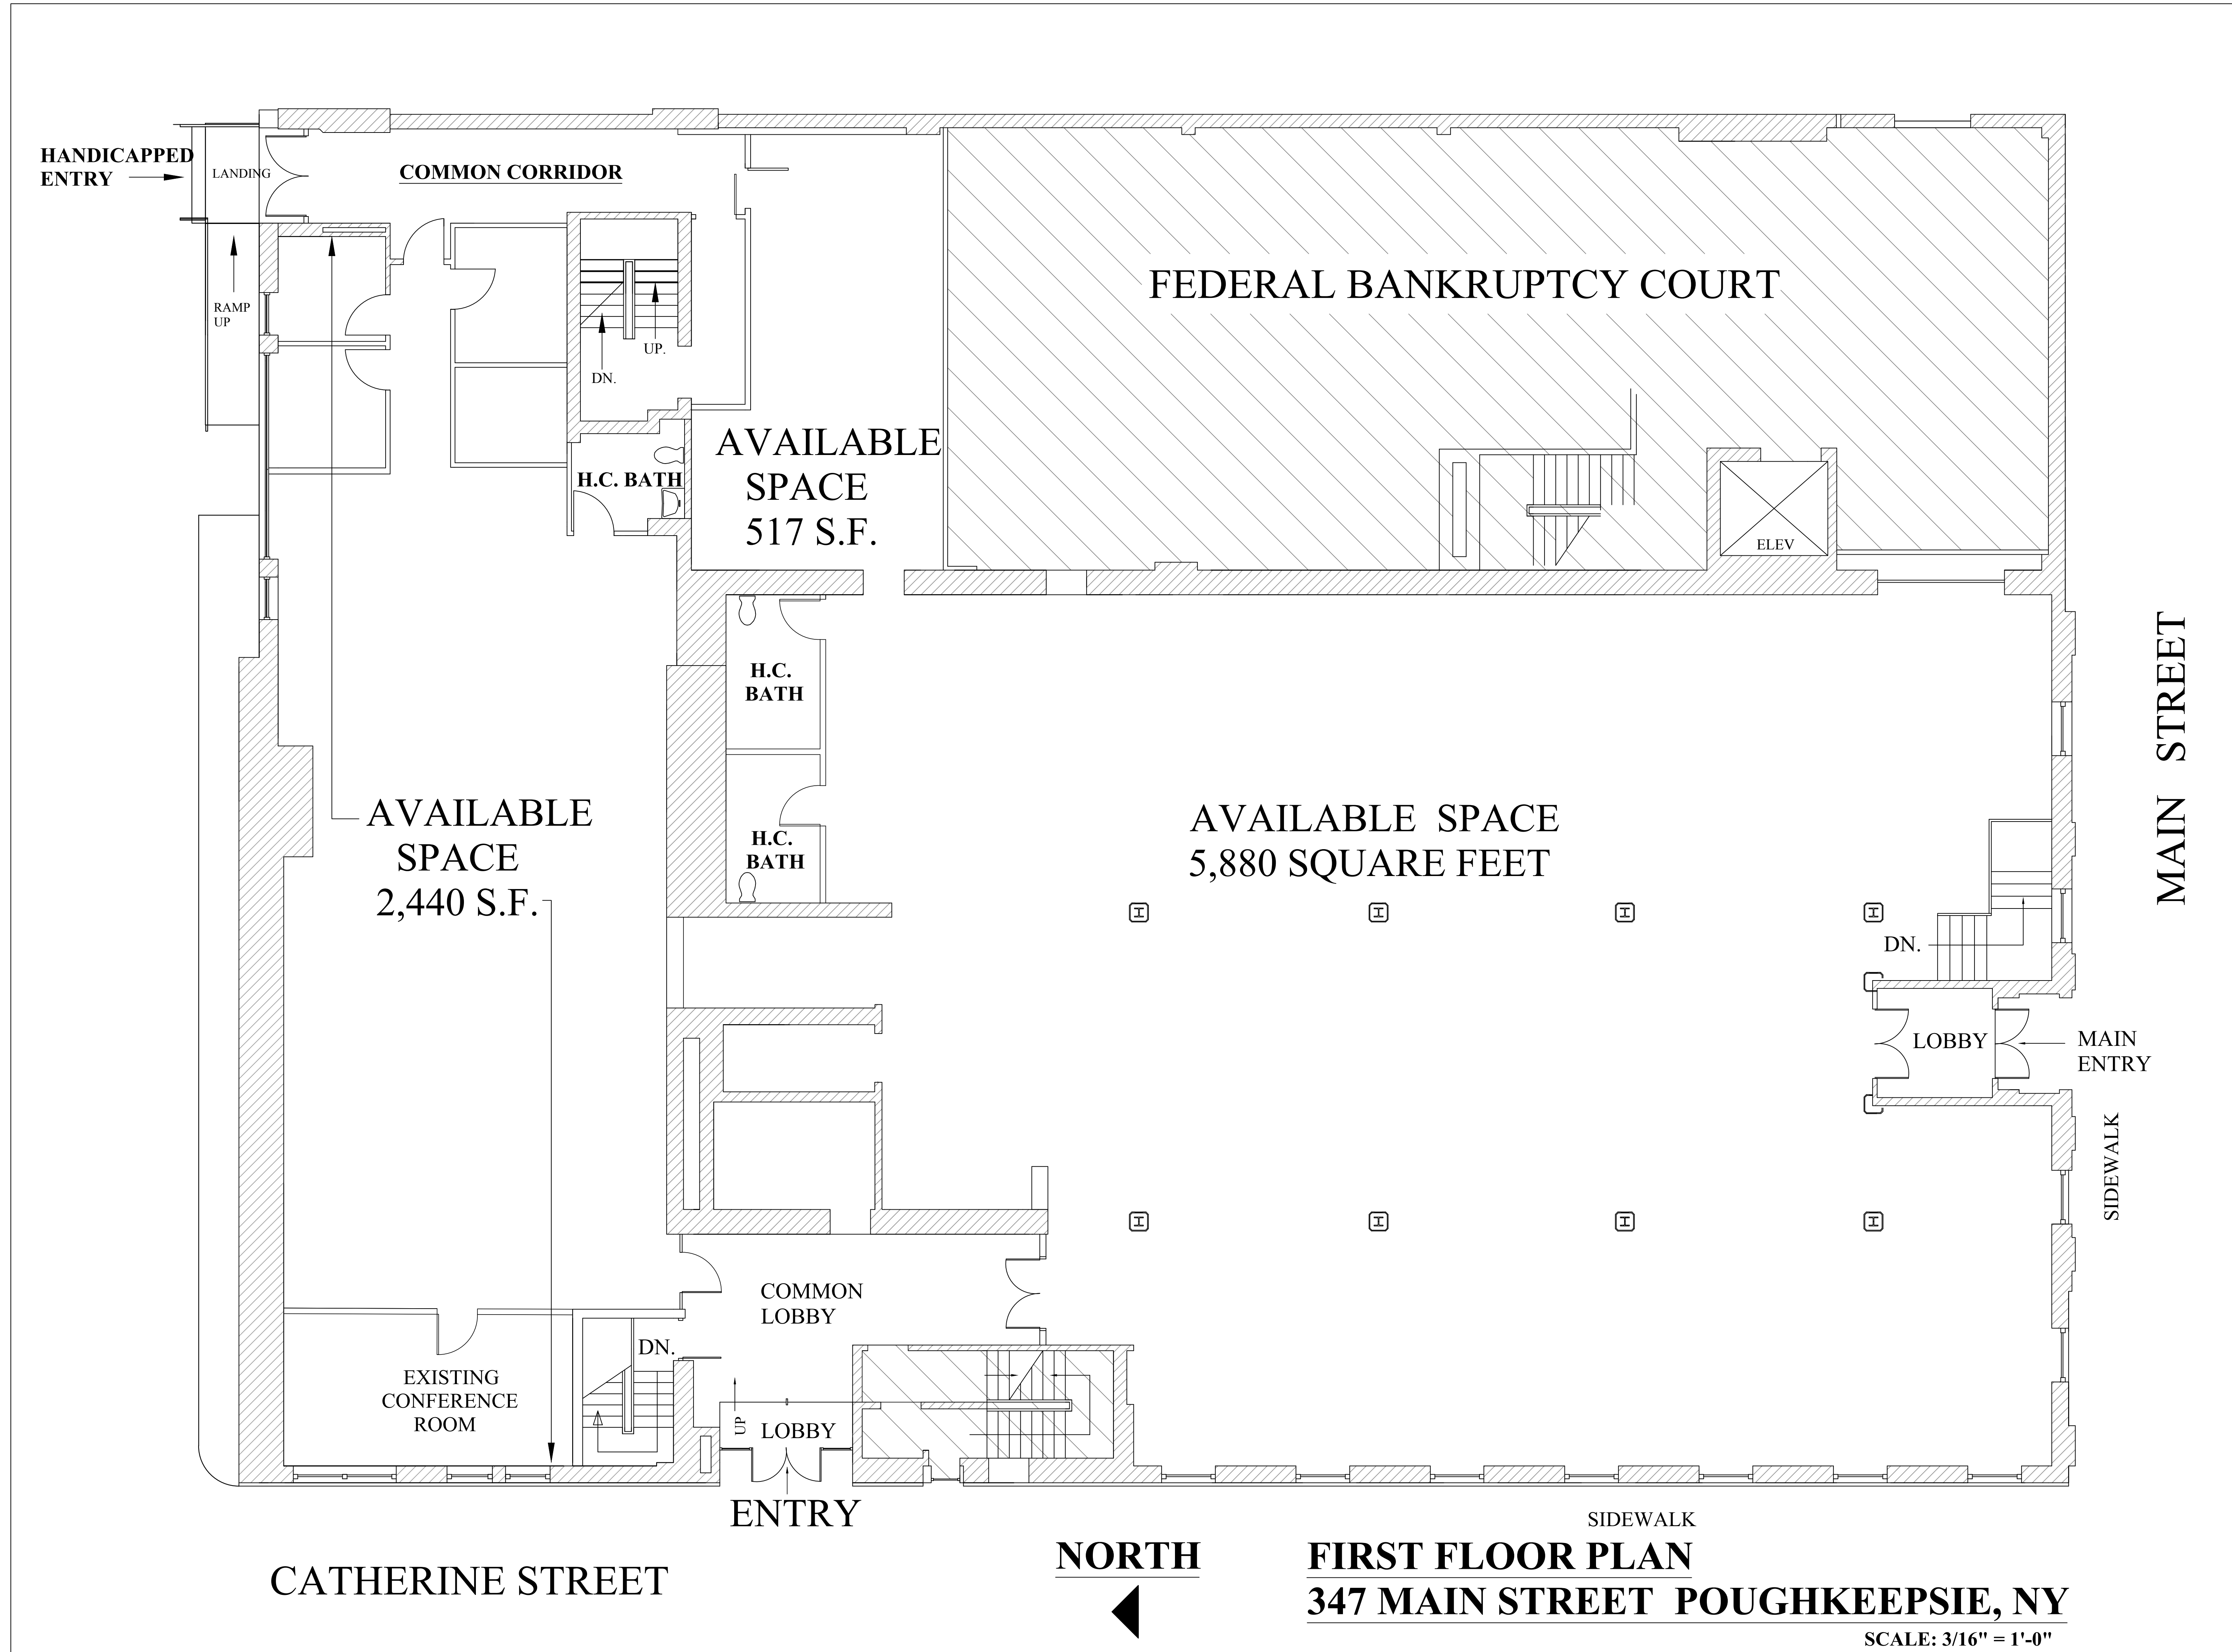 HANDICAPPED
ENTRY
LANDING
COMMON CORRIDOR
RAMP
UP
UP.
DN.
FEDERAL BANKRUPTCY COURT
AVAILABLE
SPACE
517 S.F.
H.C. BATH
ELEV
H.C.
BATH
H.C.
BATH
AVAILABLE
SPACE
2,440 S.F.
AVAILABLE SPACE
5,880 SQUARE FEET
MAIN STREET
DN.
LOBBY
MAIN
ENTRY
SIDEWALK
COMMON
LOBBY
DN.
EXISTING
CONFERENCE
ROOM
UP
LOBBY
ENTRY
SIDEWALK
CATHERINE STREET
NORTH
FIRST FLOOR PLAN
347 MAIN STREET POUGHKEEPSIE, NY
SCALE: 3/16" = 1'-0"